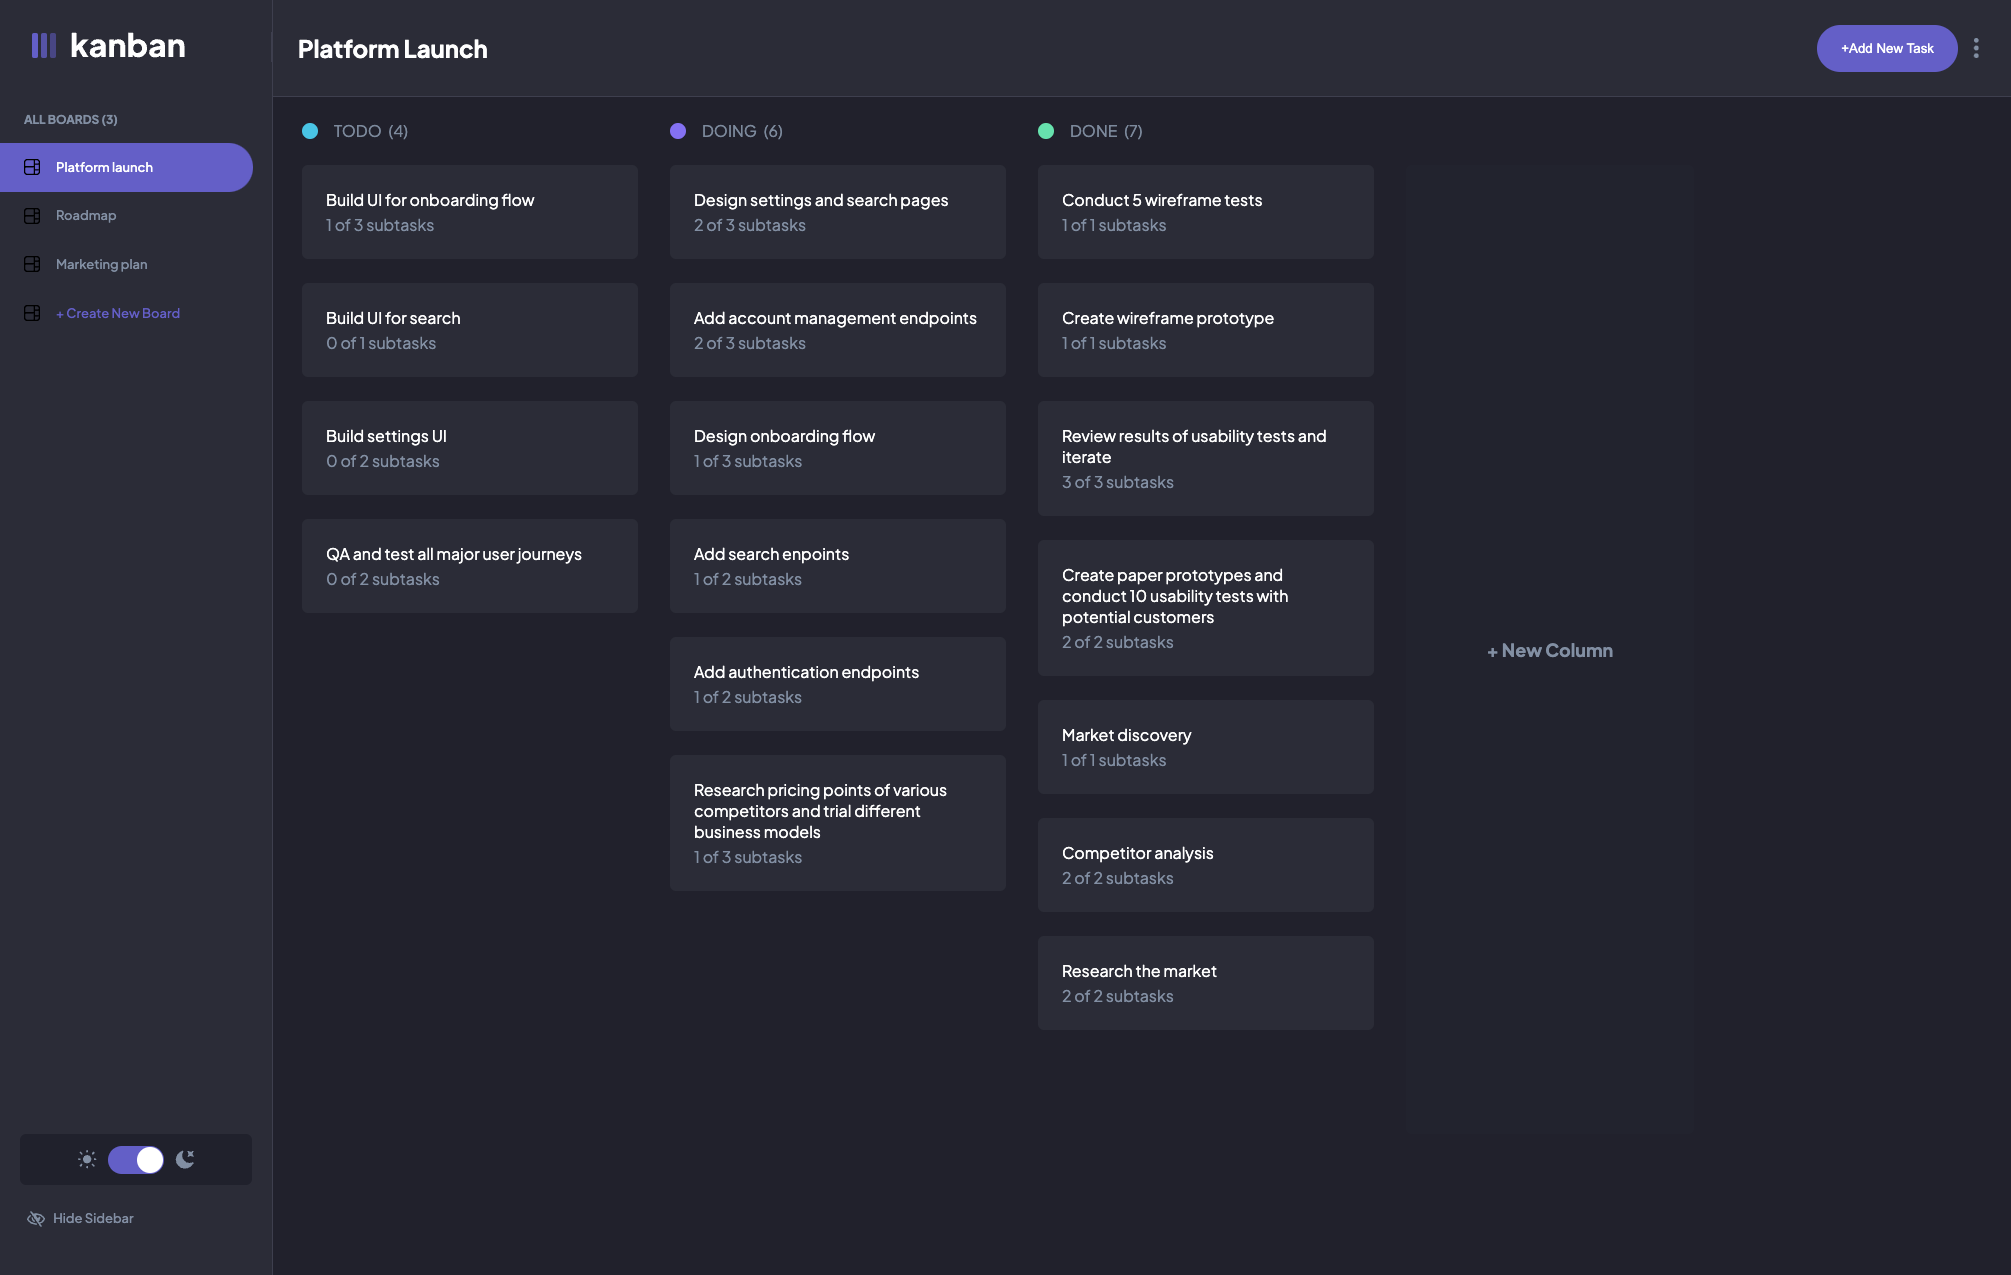 kanban
ALL BOARDS (3)
Platform launch
Roadmap
Marketing plan
+ Create New Board
Hide Sidebar
Platform Launch
+Add New Task
TODO (4)
Build UI for onboarding flow
1 of 3 subtasks
Build UI for search
0 of 1 subtasks
Build settings UI
0 of 2 subtasks
QA and test all major user journeys
0 of 2 subtasks
DOING (6)
Design settings and search pages
2 of 3 subtasks
Add account management endpoints
2 of 3 subtasks
Design onboarding flow
1 of 3 subtasks
Add search enpoints
1 of 2 subtasks
Add authentication endpoints
1 of 2 subtasks
Research pricing points of various
competitors and trial different
business models
1 of 3 subtasks
DONE (7)
Conduct 5 wireframe tests
1 of 1 subtasks
Create wireframe prototype
1 of 1 subtasks
Review results of usability tests and
iterate
3 of 3 subtasks
Create paper prototypes and
conduct 10 usability tests with
potential customers
2 of 2 subtasks
Market discovery
1 of 1 subtasks
Competitor analysis
2 of 2 subtasks
Research the market
2 of 2 subtasks
+ New Column